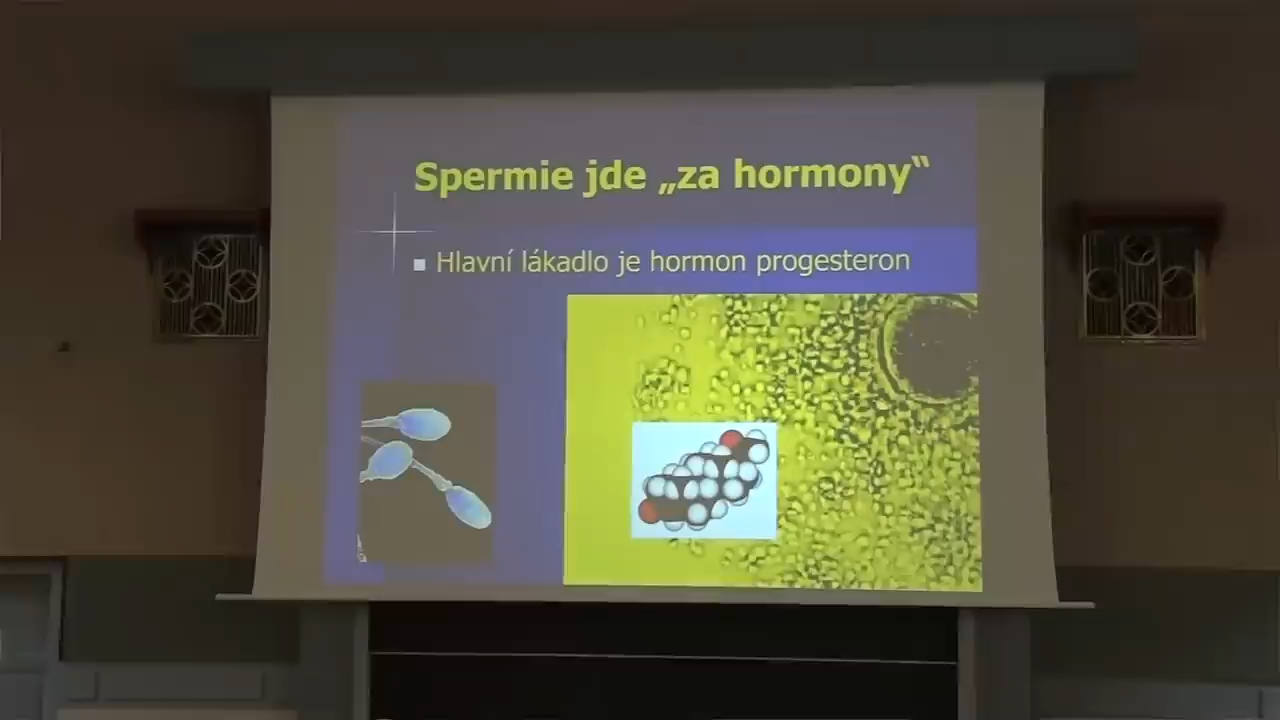 Spermie jde „za hormony“
Hlavní lákadlo je hormon progesteron